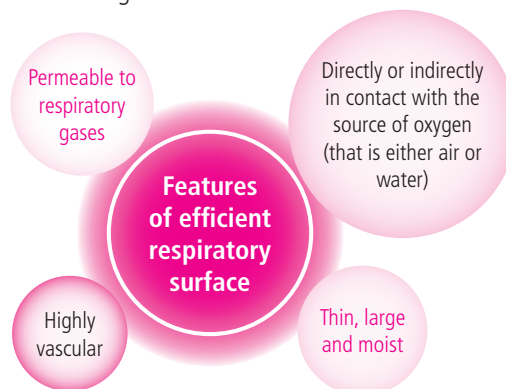 Permeable to
respiratory
gases
Directly or indirectly
in contact with the
source of oxygen
(that is either air or
water)
Features
of efficient
respiratory
surface
Highly
vascular
Thin, large
and moist